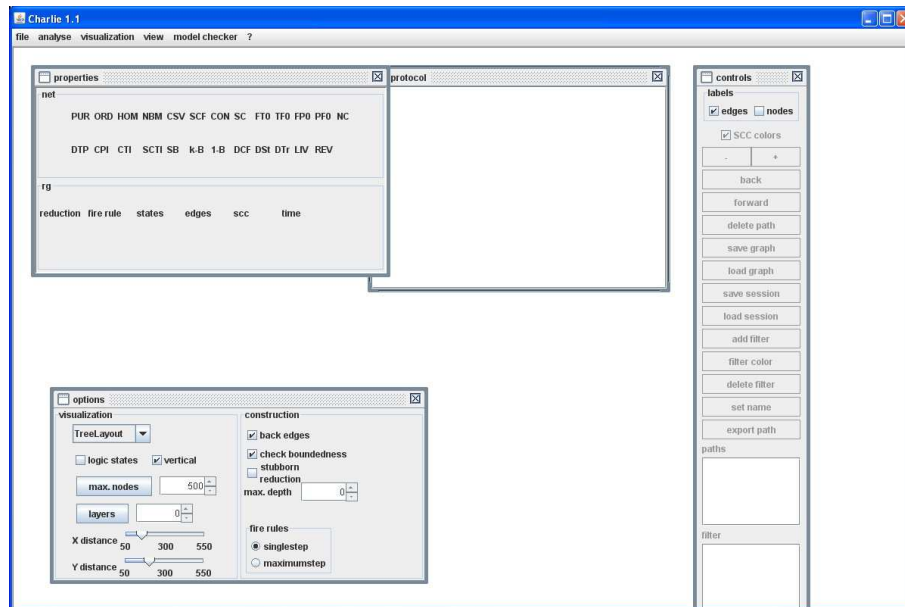 Charlie 1.1
file analyse visualization view model checker ?
properties
net
PUR ORD HOM NBM CSV SCF CON SC FT0 TF0 FP0 PF0 NC
DTP CPI CTI SCTI SB k-B 1-B DCF DSt DTr LIV REV
rg
reduction fire rule states edges scc time
protocol
controls
labels
edges nodes
SCC colors
- +
back
forward
delete path
save graph
load graph
save session
load session
add filter
filter color
delete filter
set name
export path
paths
filter
options
visualization
TreeLayout
logic states vertical
max. nodes 500
layers 0
X distance
50 300 550
Y distance
50 300 550
construction
back edges
check boundedness
stubborn
reduction
max. depth 0
fire rules
singlestep
maximumstep